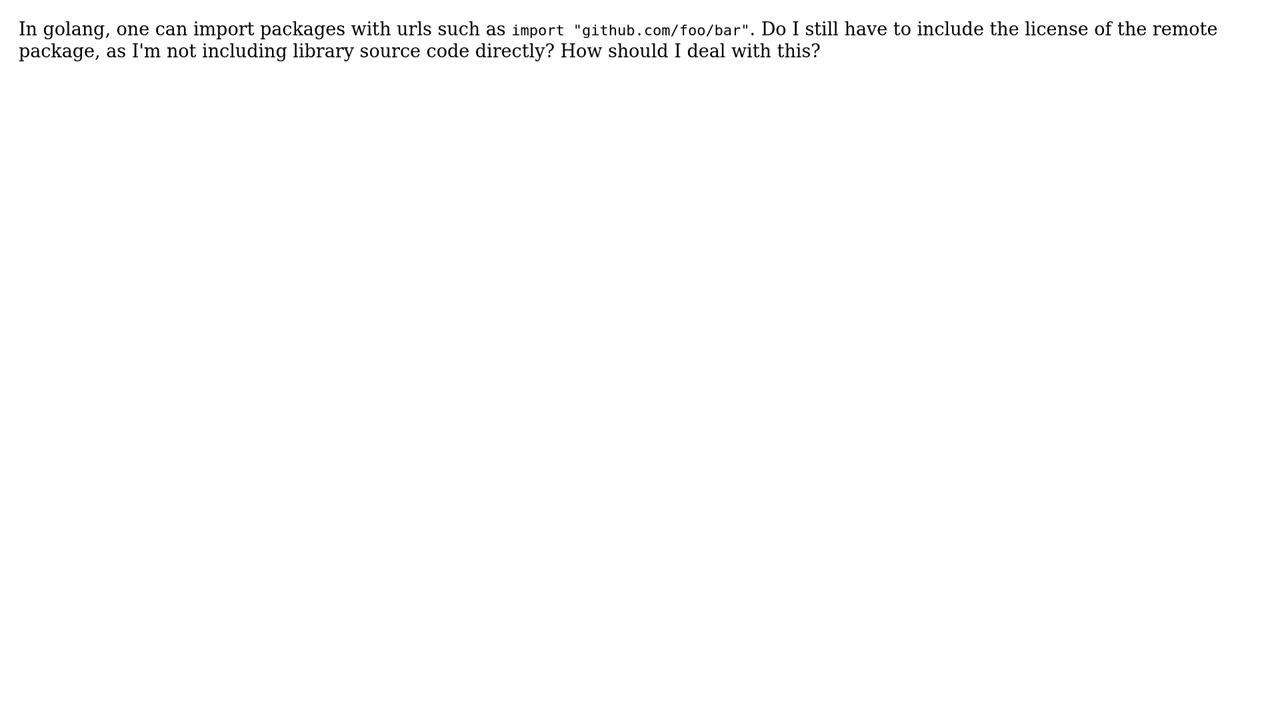 In golang, one can import packages with urls such as import "github.com/foo/bar". Do I still have to include the license of the remote
package, as I'm not including library source code directly? How should I deal with this?